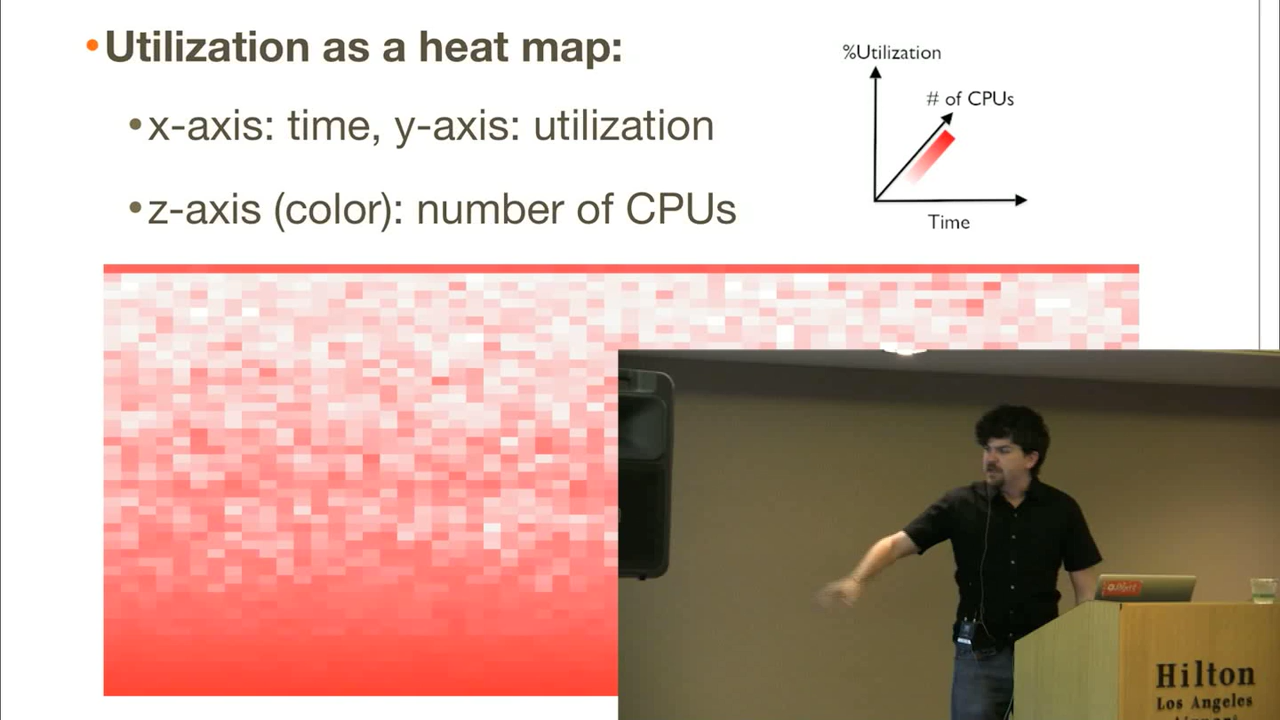 •Utilization as a heat map:
•x-axis: time, y-axis: utilization
•z-axis (color): number of CPUs
%Utilization
# of CPUs
Time
Hilton
Los Angeles
Airport